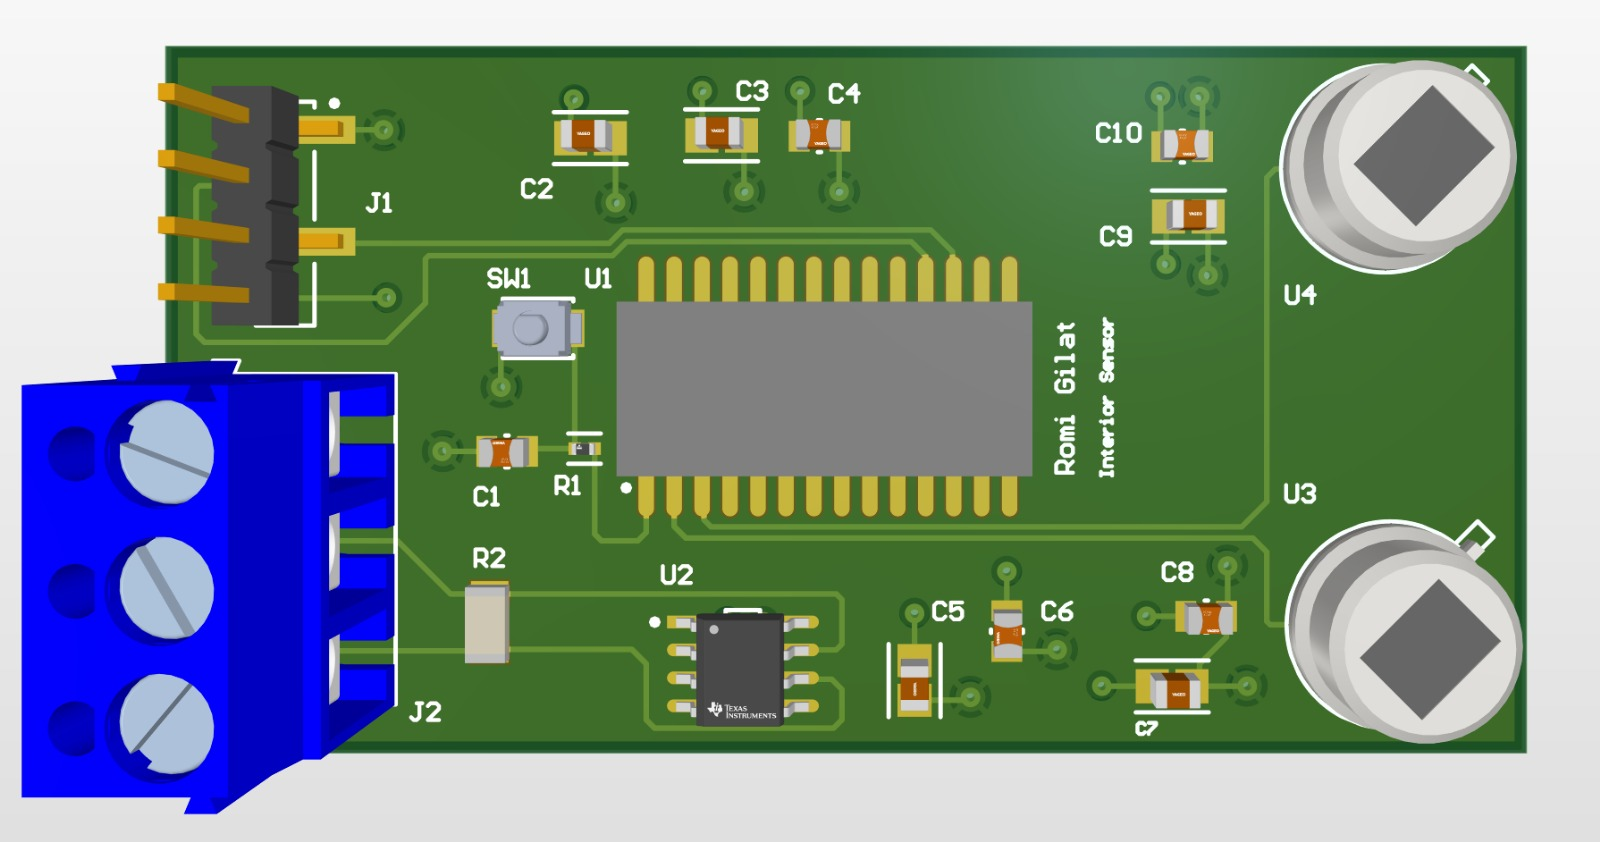 C3
C4
C10
C2
J1
C9
SW1
U1
U4
Romi Gilat
Interior Sensor
C1
R1
U3
R2
U2
C8
C5
C6
J2
C7
TEXAS
INSTRUMENTS